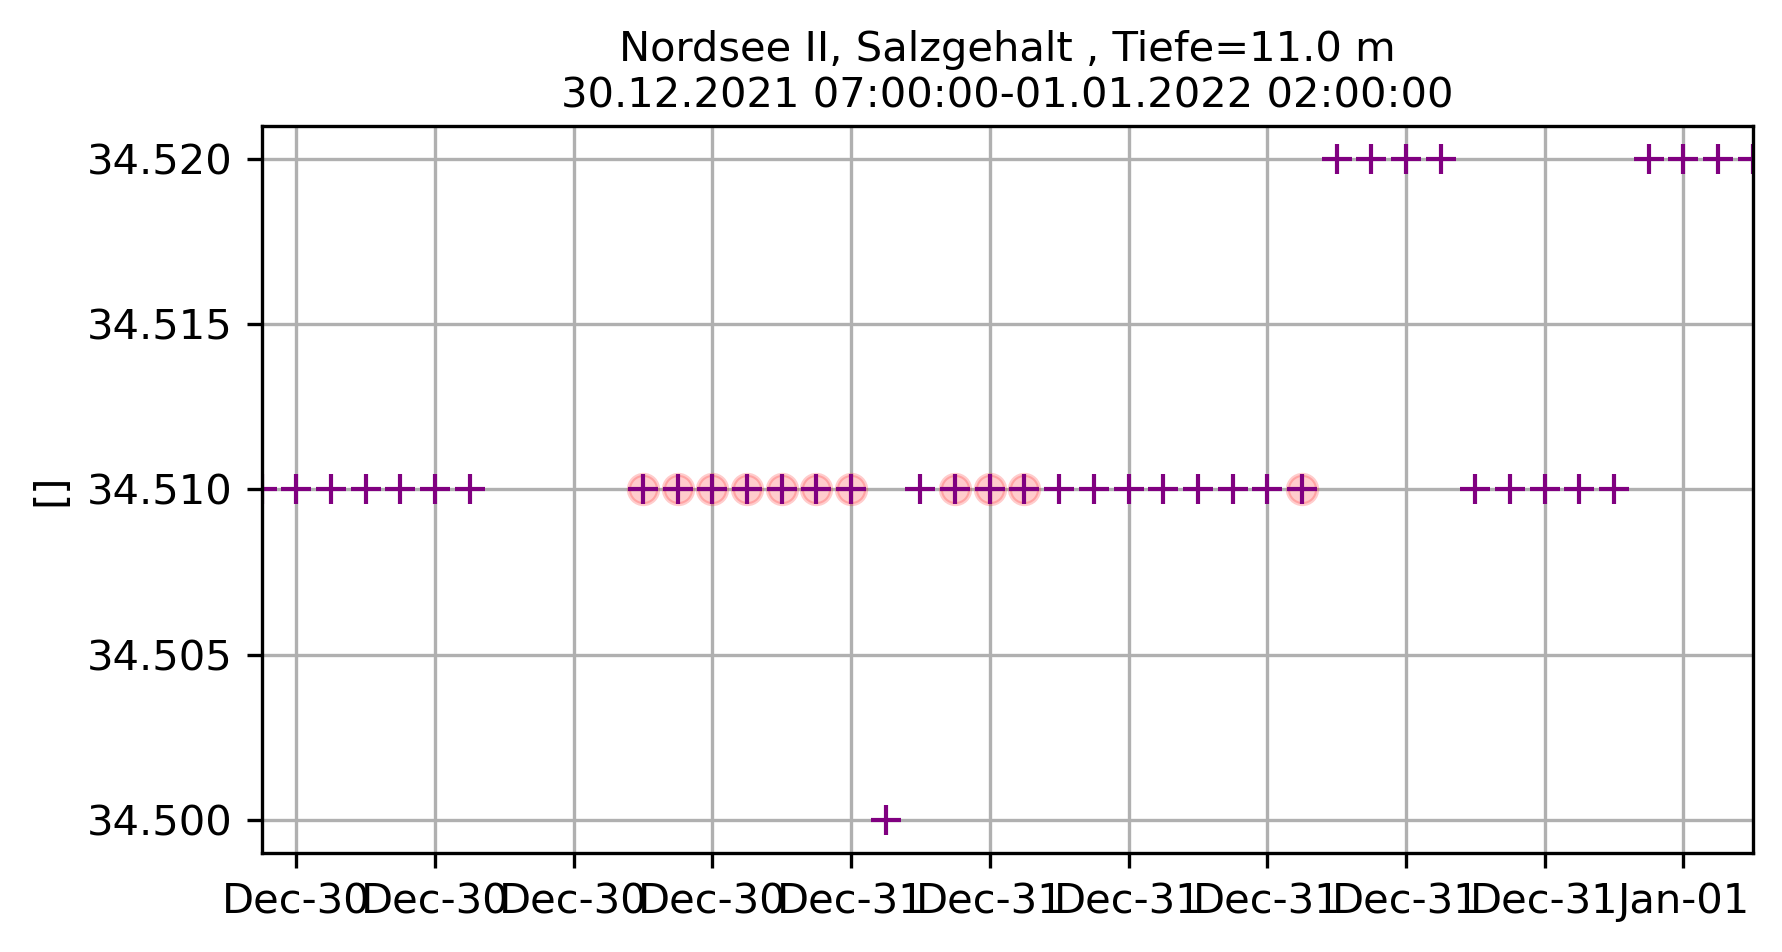 Nordsee II, Salzgehalt , Tiefe=11.0 m
30.12.2021 07:00:00-01.01.2022 02:00:00
34.520
34.515
34.510
34.505
34.500
[]
Dec-30 Dec-30 Dec-30 Dec-30 Dec-31 Dec-31 Dec-31 Dec-31 Dec-31 Dec-31 Jan-01